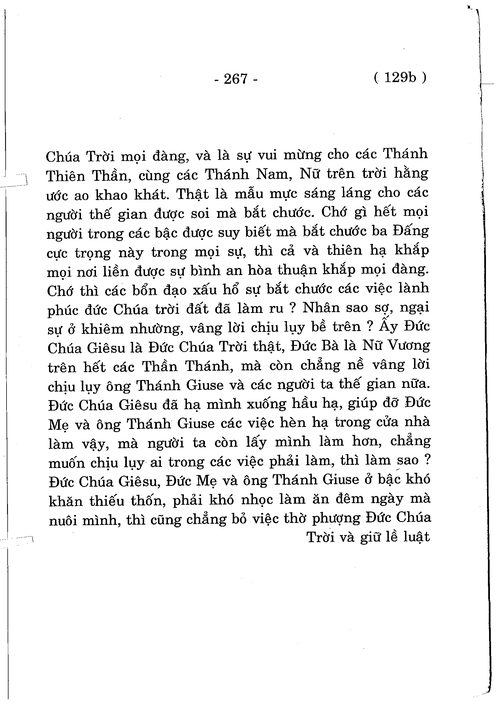 - 267 - ( 129b )
Chúa Trời mọi đàng, và là sự vui mừng cho các Thánh
Thiên Thần, cùng các Thánh Nam, Nữ trên trời hằng
ước ao khao khát. Thật là mẫu mực sáng láng cho các
người thế gian được soi mà bắt chước. Chớ gì hết mọi
người trong các bậc được suy biết mà bắt chước ba Đấng
cực trọng này trong mọi sự, thì cả và thiên hạ khắp
mọi nơi liền được sự bình an hòa thuận khắp mọi đàng.
Chớ thì các bổn đạo xấu hổ sự bắt chước các việc lành
phúc đức Chúa trời đất đã làm ru ? Nhân sao sợ, ngại
sự ở khiêm nhường, vâng lời chịu lụy bề trên ? Ấy Đức
Chúa Giêsu là Đức Chúa Trời thật, Đức Bà là Nữ Vương
trên hết các Thần Thánh, mà còn chẳng nề vâng lời
chịu lụy ông Thánh Giuse và các người ta thế gian nữa.
Đức Chúa Giêsu đã hạ mình xuống hầu hạ, giúp đỡ Đức
Mẹ và ông Thánh Giuse các việc hèn hạ trong cửa nhà
làm vậy, mà người ta còn lấy mình làm hơn, chẳng
muốn chịu lụy ai trong các việc phải làm, thì làm sao ?
Đức Chúa Giêsu, Đức Mẹ và ông Thánh Giuse ở bậc khó
khăn thiếu thốn, phải khó nhọc làm ăn đêm ngày mà
nuôi mình, thì cũng chẳng bỏ việc thờ phượng Đức Chúa
Trời và giữ lề luật